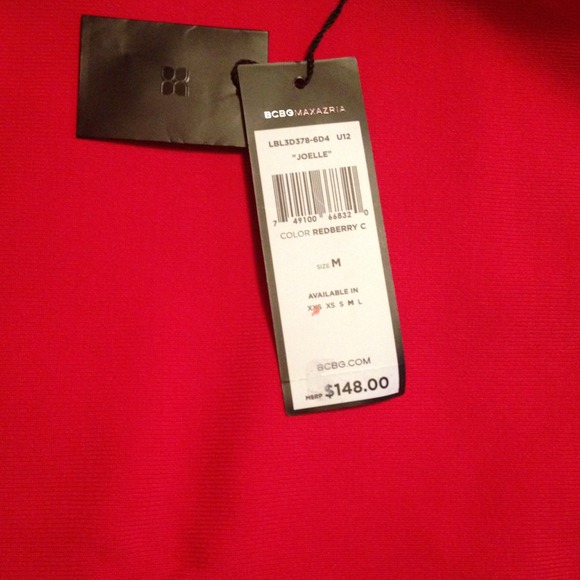 BCBGMAXAZRIA
LBL3D378-6D4 U12
"JOELLE"
7 49100 66832 0
COLOR REDBERRY C
SIZE M
AVAILABLE IN
XXS XS S M L
BCBG.COM
MSRP $148.00